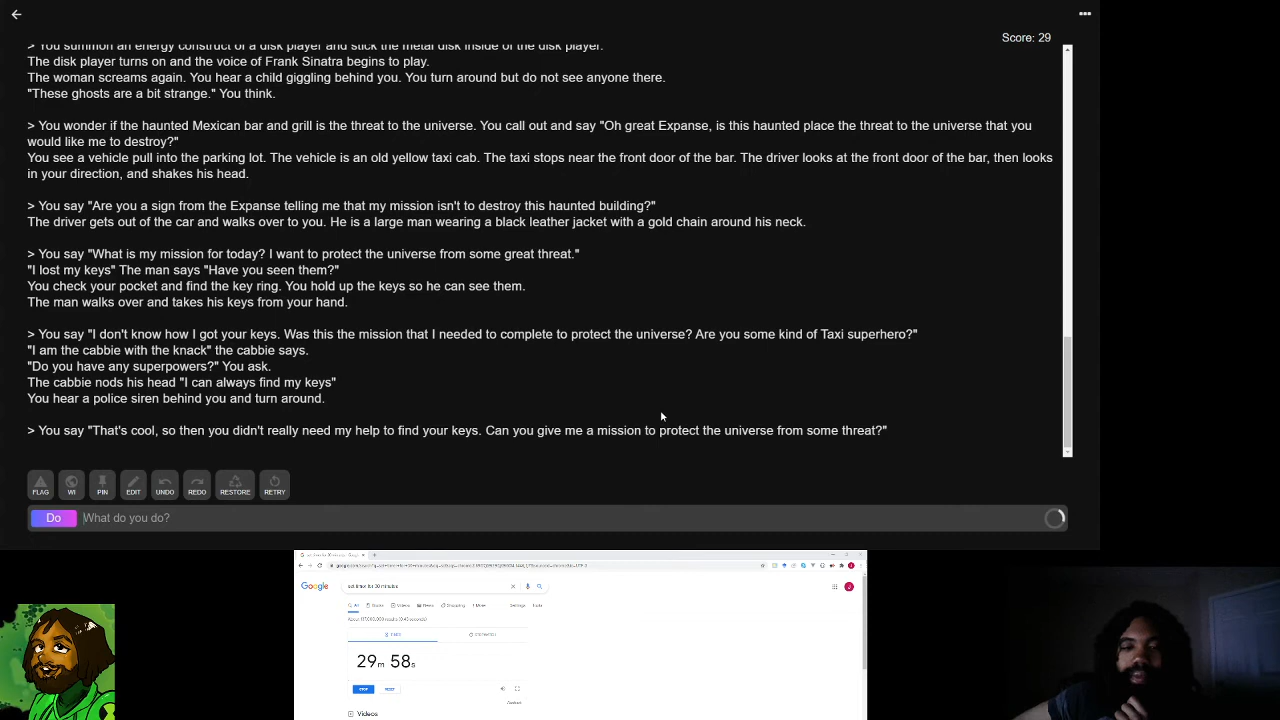 Score: 29
> You summon an energy construct of a disk player and stick the metal disk inside of the disk player.
The disk player turns on and the voice of Frank Sinatra begins to play.
The woman screams again. You hear a child giggling behind you. You turn around but do not see anyone there.
"These ghosts are a bit strange." You think.
> You wonder if the haunted Mexican bar and grill is the threat to the universe. You call out and say "Oh great Expanse, is this haunted place the threat to the universe that you
would like me to destroy?"
You see a vehicle pull into the parking lot. The vehicle is an old yellow taxi cab. The taxi stops near the front door of the bar. The driver looks at the front door of the bar, then looks
in your direction, and shakes his head.
> You say "Are you a sign from the Expanse telling me that my mission isn't to destroy this haunted building?"
The driver gets out of the car and walks over to you. He is a large man wearing a black leather jacket with a gold chain around his neck.
> You say "What is my mission for today? I want to protect the universe from some great threat."
"I lost my keys" The man says "Have you seen them?"
You check your pocket and find the key ring. You hold up the keys so he can see them.
The man walks over and takes his keys from your hand.
> You say "I don't know how I got your keys. Was this the mission that I needed to complete to protect the universe? Are you some kind of Taxi superhero?"
"I am the cabbie with the knack" the cabbie says.
"Do you have any superpowers?" You ask.
The cabbie nods his head "I can always find my keys"
You hear a police siren behind you and turn around.
> You say "That's cool, so then you didn't really need my help to find your keys. Can you give me a mission to protect the universe from some threat?"
FLAG WI PIN EDIT UNDO REDO RESTORE RETRY
Do What do you do?
Google
All Videos News Shopping More Settings Tools
29m 58s
STOP RESET
Videos